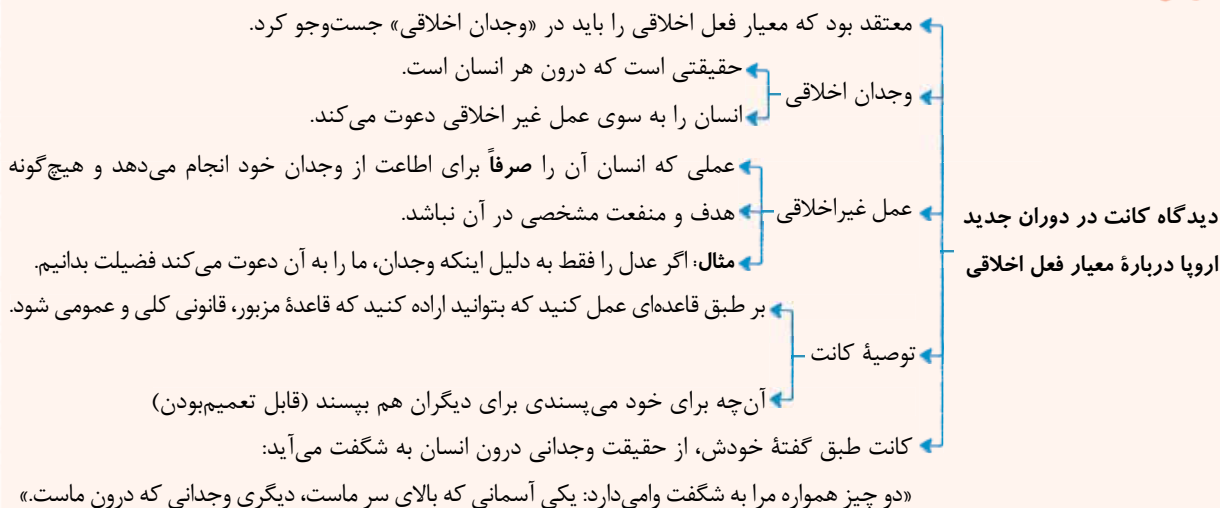 معتقد بود که معیار فعل اخلاقی را باید در «وجدان اخلاقی» جست‌وجو کرد.
وجدان اخلاقی
حقیقتی است که درون هر انسان است.
انسان را به سوی عمل غیر اخلاقی دعوت می‌کند.
دیدگاه کانت در دوران جدید
اروپا دربارهٔ معیار فعل اخلاقی
عمل غیراخلاقی
عملی که انسان آن را صرفاً برای اطاعت از وجدان خود انجام می‌دهد و هیچ‌گونه
هدف و منفعت مشخصی در آن نباشد.
مثال: اگر عدل را فقط به دلیل اینکه وجدان، ما را به آن دعوت می‌کند فضیلت بدانیم.
توصیهٔ کانت
بر طبق قاعده‌ای عمل کنید که بتوانید اراده کنید که قاعدهٔ مزبور، قانونی کلی و عمومی شود.
آن‌چه برای خود می‌پسندی برای دیگران هم بپسند (قابل تعمیم‌بودن)
کانت طبق گفتهٔ خودش، از حقیقت وجدانی درون انسان به شگفت می‌آید:
«دو چیز همواره مرا به شگفت وامی‌دارد: یکی آسمانی که بالای سر ماست، دیگری وجدانی که درون ماست.»